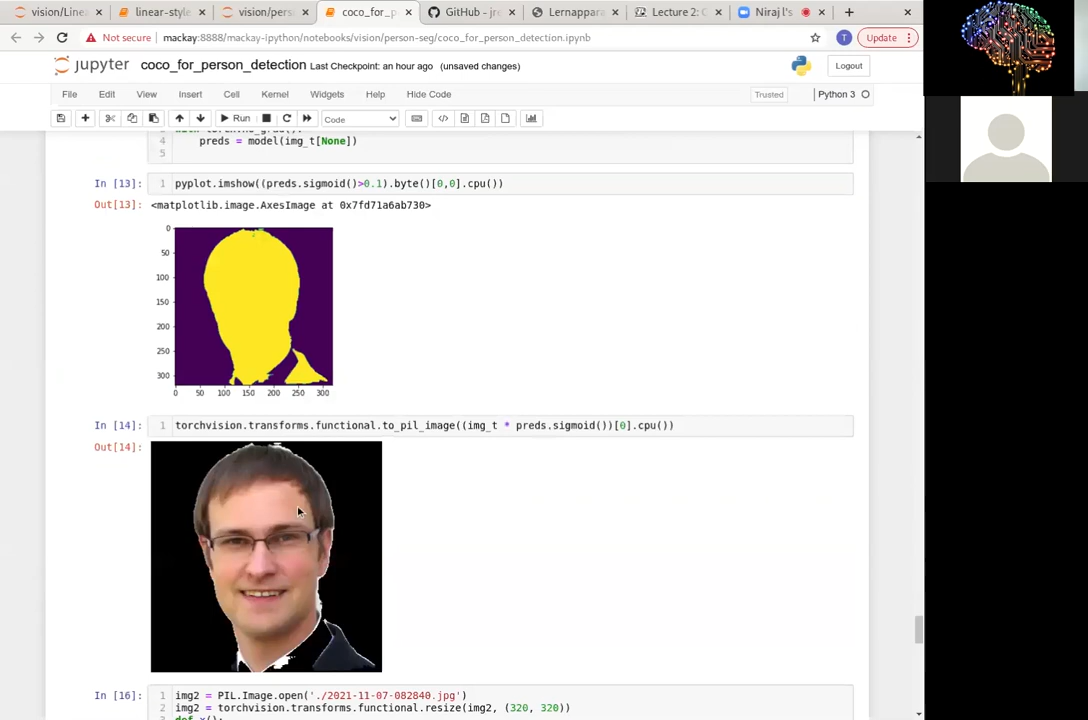 vision/Linea
linear-style
vision/pers
coco_for_p
GitHub - jro
Lernappara
Lecture 2: C
Niraj I's
Not secure
mackay:8888/mackay-ipython/notebooks/vision/person-seg/coco_for_person_detection.ipynb
T
Update
jupyter coco_for_person_detection Last Checkpoint: an hour ago (unsaved changes)
Logout
File Edit View Insert Cell Kernel Widgets Help Hide Code
Trusted
Python 3
Run
Code
4 preds = model(img_t[None])
5
In [13]: 1 pyplot.imshow((preds.sigmoid()>0.1).byte()[0,0].cpu())
Out[13]: <matplotlib.image.AxesImage at 0x7fd71a6ab730>
0
50
100
150
200
250
300
0 50 100 150 200 250 300
In [14]: 1 torchvision.transforms.functional.to_pil_image((img_t * preds.sigmoid())[0].cpu())
Out[14]:
In [16]: 1 img2 = PIL.Image.open('./2021-11-07-082840.jpg')
2 img2 = torchvision.transforms.functional.resize(img2, (320, 320))